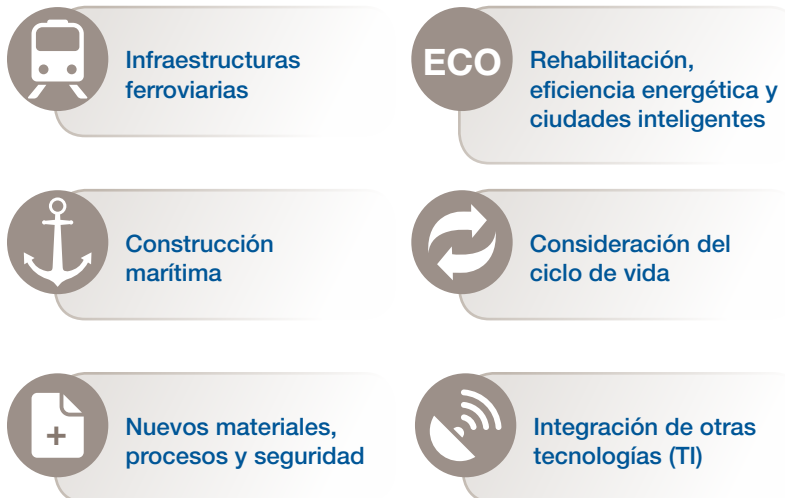 Infraestructuras
ferroviarias
ECO
Rehabilitación,
eficiencia energética y
ciudades inteligentes
Construcción
marítima
Consideración del
ciclo de vida
Nuevos materiales,
procesos y seguridad
Integración de otras
tecnologías (TI)